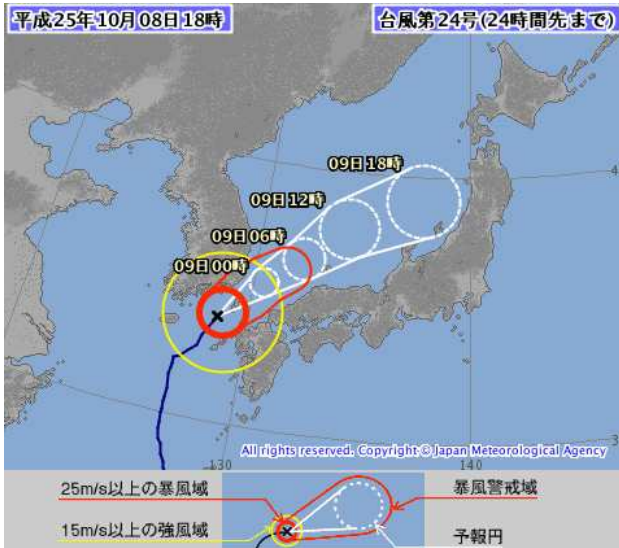 平成25年10月08日18時
台風第24号(24時間先まで)
09日18時
09日12時
09日06時
09日00時
All rights reserved. Copyright © Japan Meteorological Agency
130
140
4
3
25m/s以上の暴風域
暴風警戒域
15m/s以上の強風域
予報円